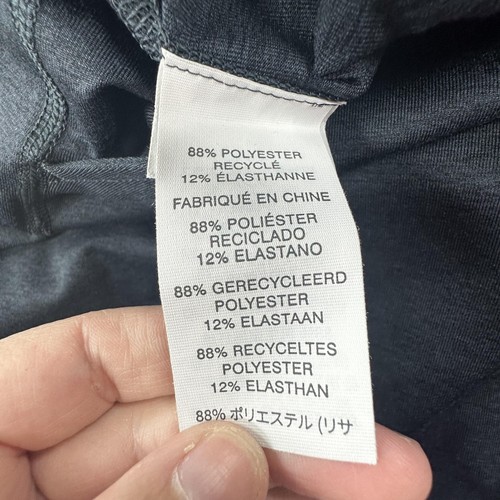 88% POLYESTER
RECYCLÉ
12% ÉLASTHANNE
FABRIQUÉ EN CHINE
88% POLIÉSTER
RECICLADO
12% ELASTANO
88% GERECYCLEERD
POLYESTER
12% ELASTAAN
88% RECYCELTES
POLYESTER
12% ELASTHAN
88% ポリエステル (リサ